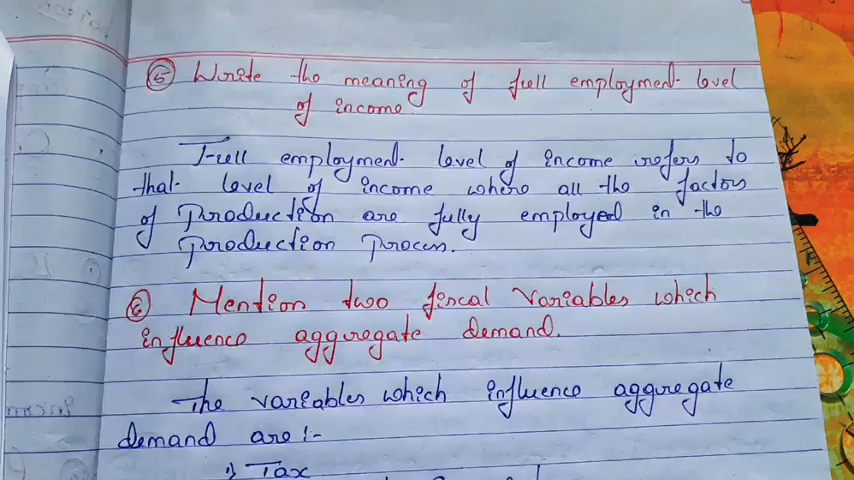 ⑤ Write the meaning of full employment level
of income.
Full employment level of income refers to
that level of income where all the factors
of Production are fully employed in the
Production Process.
⑥ Mention two fiscal variables which
influence aggregate demand.
The variables which influence aggregate
demand are :-
1) Tax